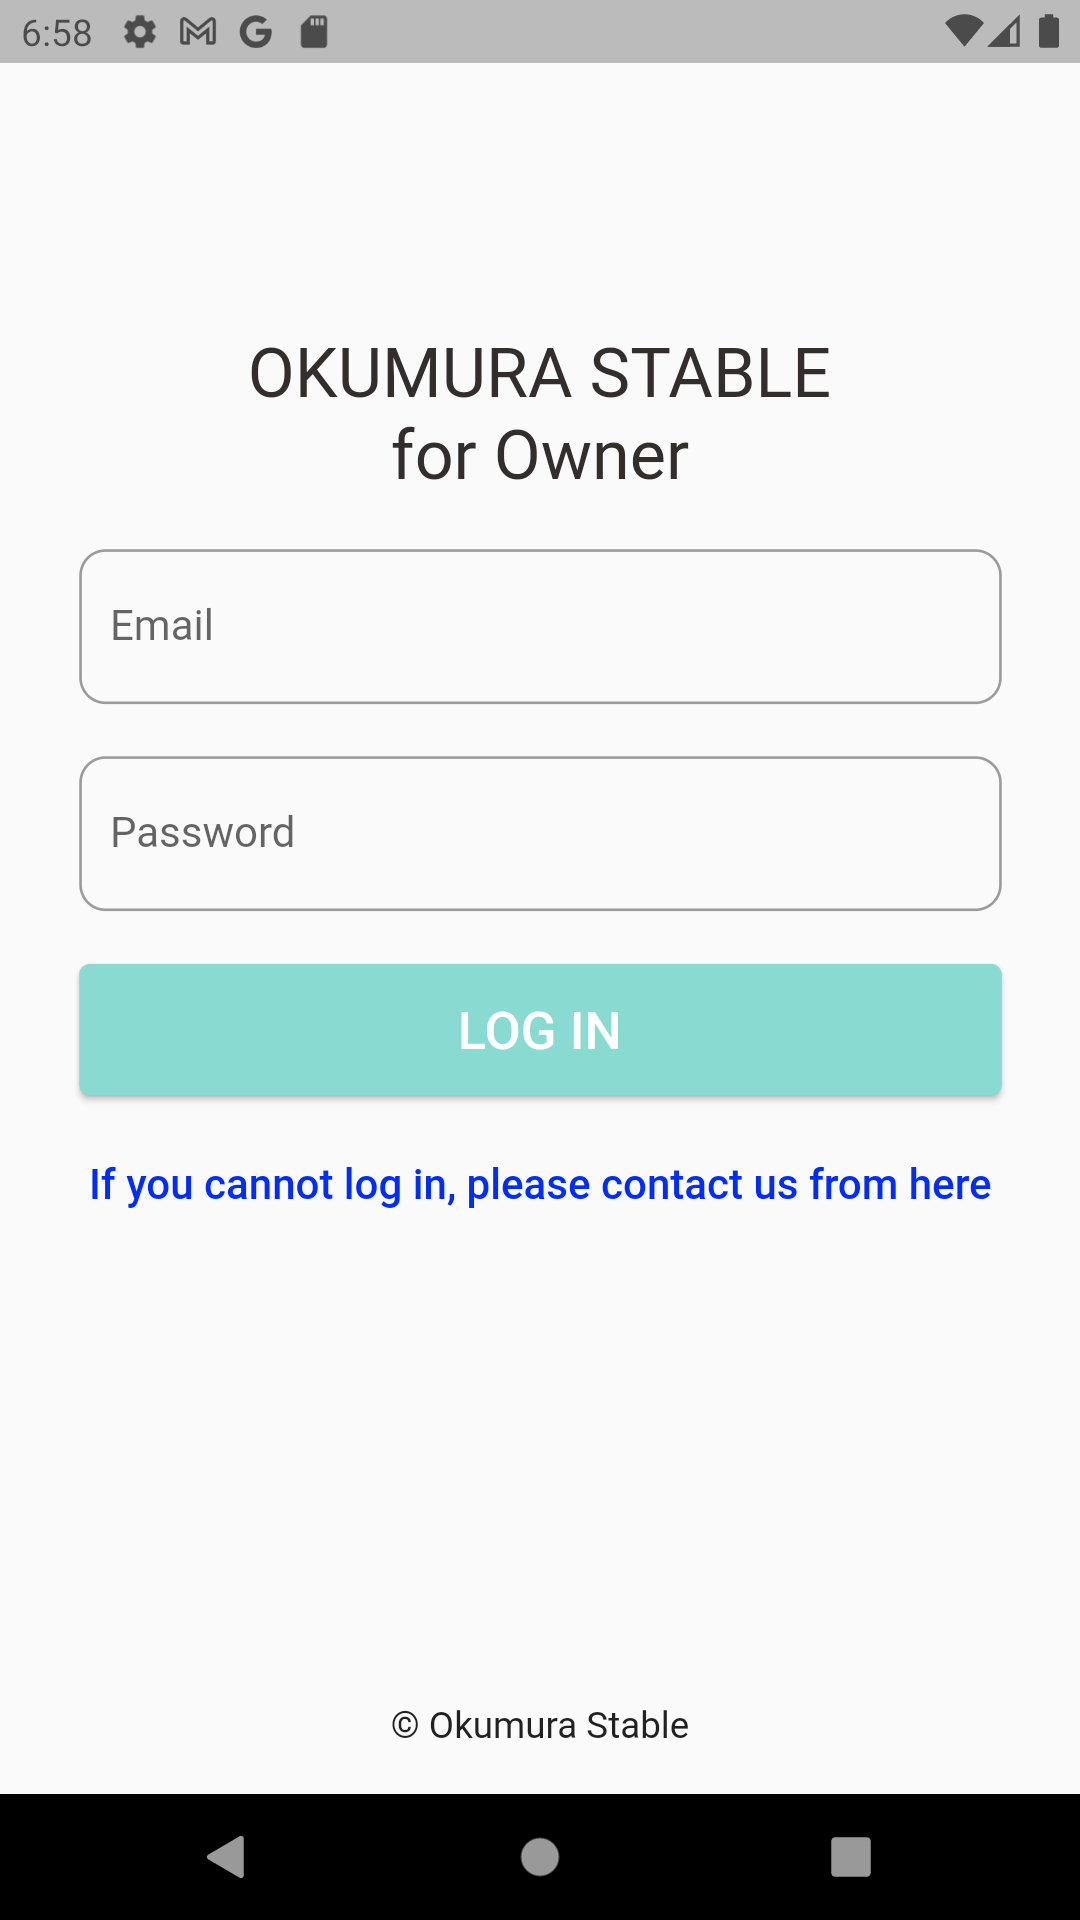 6:58
OKUMURA STABLE
for Owner
Email
Password
LOG IN
If you cannot log in, please contact us from here
© Okumura Stable